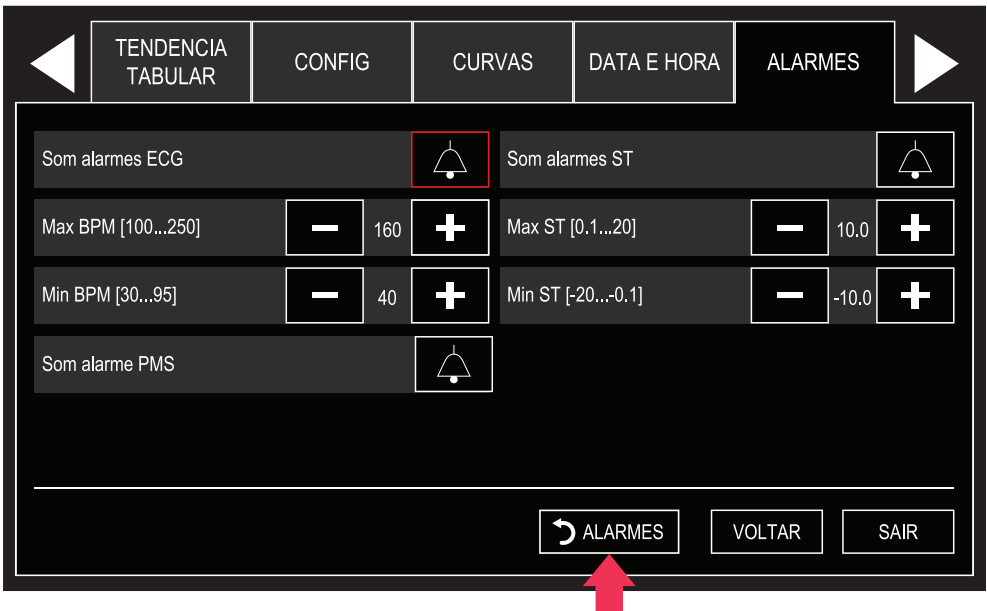 TENDENCIA
TABULAR
CONFIG
CURVAS
DATA E HORA
ALARMES
Som alarmes ECG
Som alarmes ST
Max BPM [100...250]
160
Max ST [0.1...20]
10.0
Min BPM [30...95]
40
Min ST [-20...-0.1]
-10.0
Som alarme PMS
ALARMES
VOLTAR
SAIR